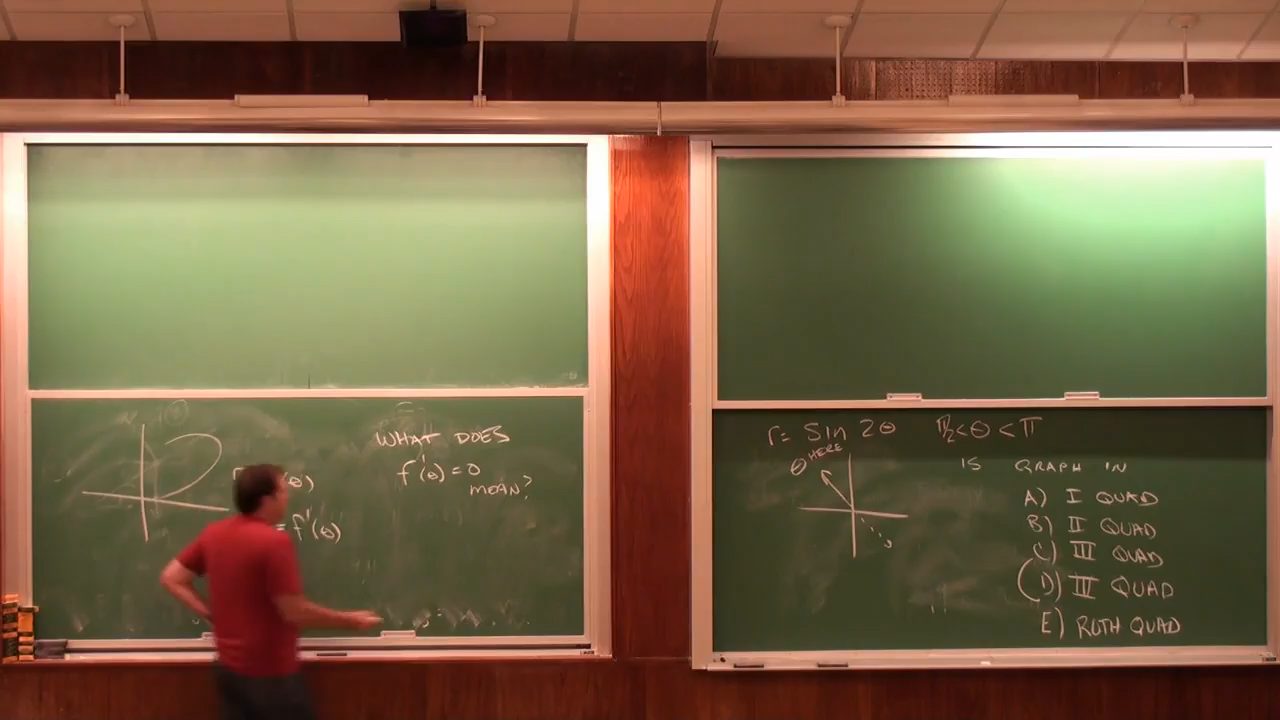 WHAT DOES
f'(θ) = 0
MEAN?
(θ)
= f'(θ)
r = Sin 2θ π/2 < θ < π
θ HERE
IS GRAPH IN
A) I QUAD
B) II QUAD
C) III QUAD
D) IV QUAD
E) RUTH QUAD